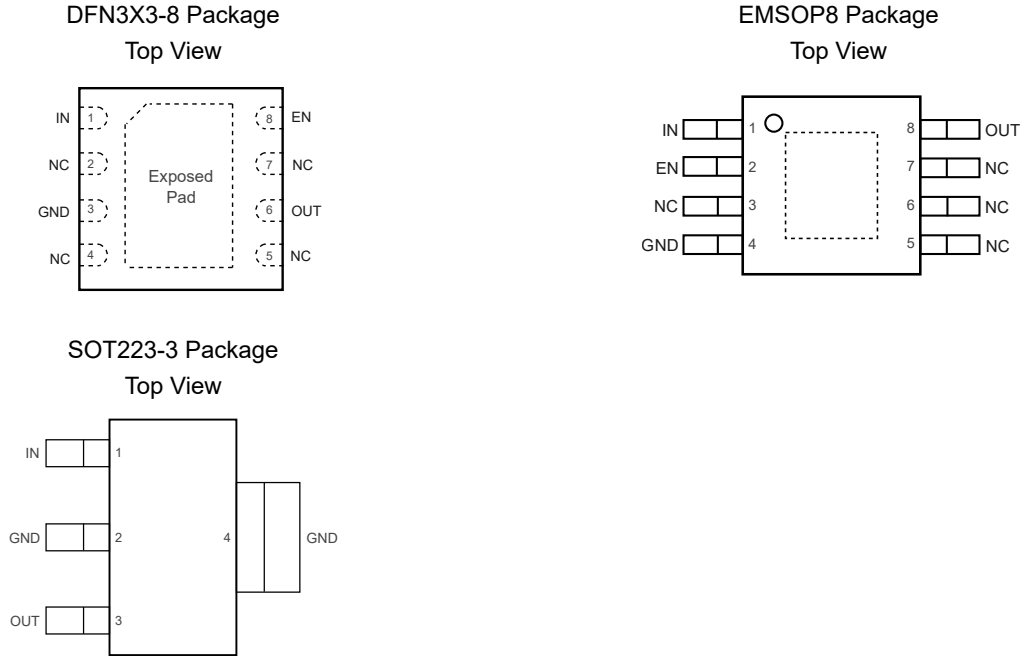 DFN3X3-8 Package
Top View
IN 1 8 EN
NC 2 7 NC
Exposed
Pad
GND 3 6 OUT
NC 4 5 NC
EMSOP8 Package
Top View
IN 1 8 OUT
EN 2 7 NC
NC 3 6 NC
GND 4 5 NC
SOT223-3 Package
Top View
IN 1
GND 2 4 GND
OUT 3